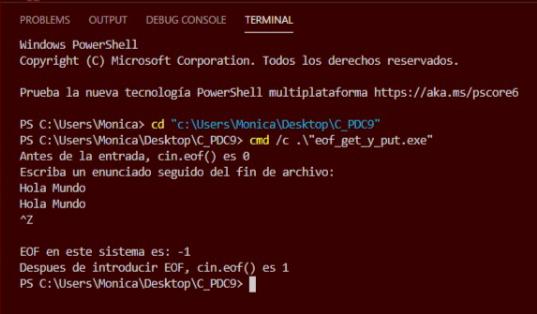 PROBLEMS OUTPUT DEBUG CONSOLE TERMINAL
Windows PowerShell
Copyright (C) Microsoft Corporation. Todos los derechos reservados.
Prueba la nueva tecnología PowerShell multiplataforma https://aka.ms/pscore6
PS C:\Users\Monica> cd "c:\Users\Monica\Desktop\C_PDC9"
PS C:\Users\Monica\Desktop\C_PDC9> cmd /c .\"eof_get_y_put.exe"
Antes de la entrada, cin.eof() es 0
Escriba un enunciado seguido del fin de archivo:
Hola Mundo
Hola Mundo
^Z
EOF en este sistema es: -1
Despues de introducir EOF, cin.eof() es 1
PS C:\Users\Monica\Desktop\C_PDC9>